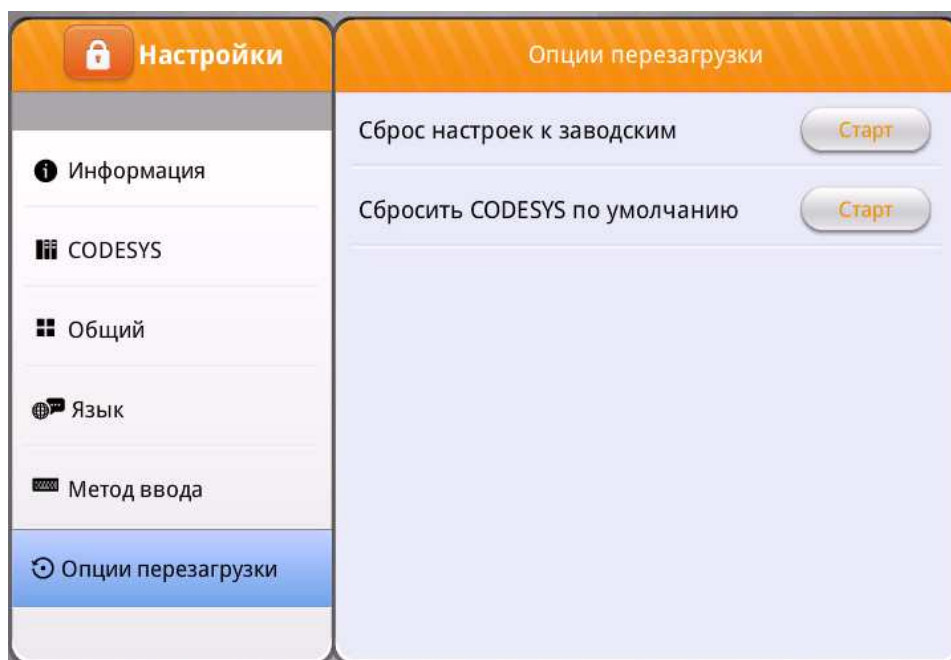 Настройки
Информация
CODESYS
Общий
Язык
Метод ввода
Опции перезагрузки
Опции перезагрузки
Сброс настроек к заводским
Старт
Сбросить CODESYS по умолчанию
Старт